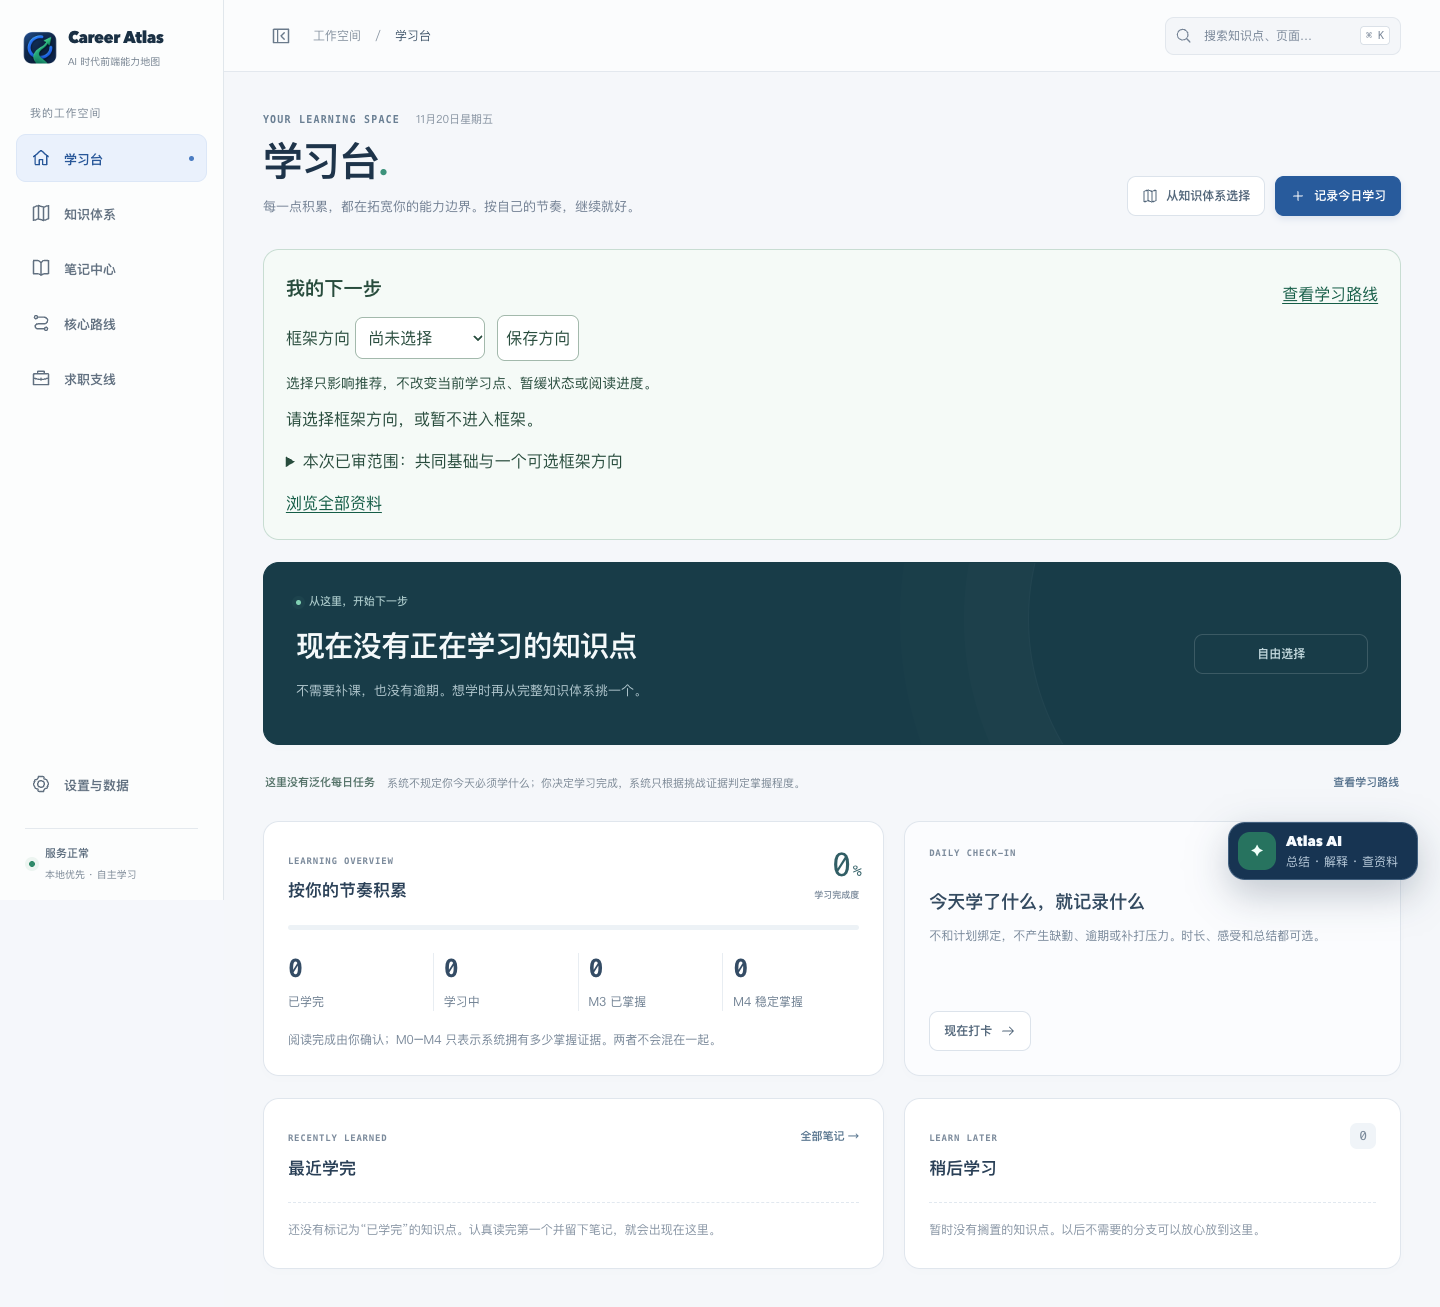 Career Atlas
AI 时代前端能力地图
我的工作空间
学习台
知识体系
笔记中心
核心路线
求职支线
设置与数据
服务正常
本地优先 · 自主学习
工作空间 / 学习台
搜索知识点、页面...
⌘ K
YOUR LEARNING SPACE 11月20日星期五
学习台.
每一点积累，都在拓宽你的能力边界。按自己的节奏，继续就好。
从知识体系选择
记录今日学习
我的下一步
查看学习路线
框架方向 尚未选择 保存方向
选择只影响推荐，不改变当前学习点、暂缓状态或阅读进度。
请选择框架方向，或暂不进入框架。
本次已审范围：共同基础与一个可选框架方向
浏览全部资料
从这里，开始下一步
现在没有正在学习的知识点
不需要补课，也没有逾期。想学时再从完整知识体系挑一个。
自由选择
这里没有泛化每日任务 系统不规定你今天必须学什么；你决定学习完成，系统只根据挑战证据判定掌握程度。
查看学习路线
LEARNING OVERVIEW
按你的节奏积累
0%
学习完成度
0
已学完
0
学习中
0
M3 已掌握
0
M4 稳定掌握
阅读完成由你确认；M0—M4 只表示系统拥有多少掌握证据。两者不会混在一起。
DAILY CHECK-IN
今天学了什么，就记录什么
不和计划绑定，不产生缺勤、逾期或补打压力。时长、感受和总结都可选。
现在打卡 →
Atlas AI
总结 · 解释 · 查资料
RECENTLY LEARNED
最近学完
全部笔记 →
还没有标记为“已学完”的知识点。认真读完第一个并留下笔记，就会出现在这里。
LEARN LATER
稍后学习
0
暂时没有搁置的知识点。以后不需要的分支可以放心放到这里。